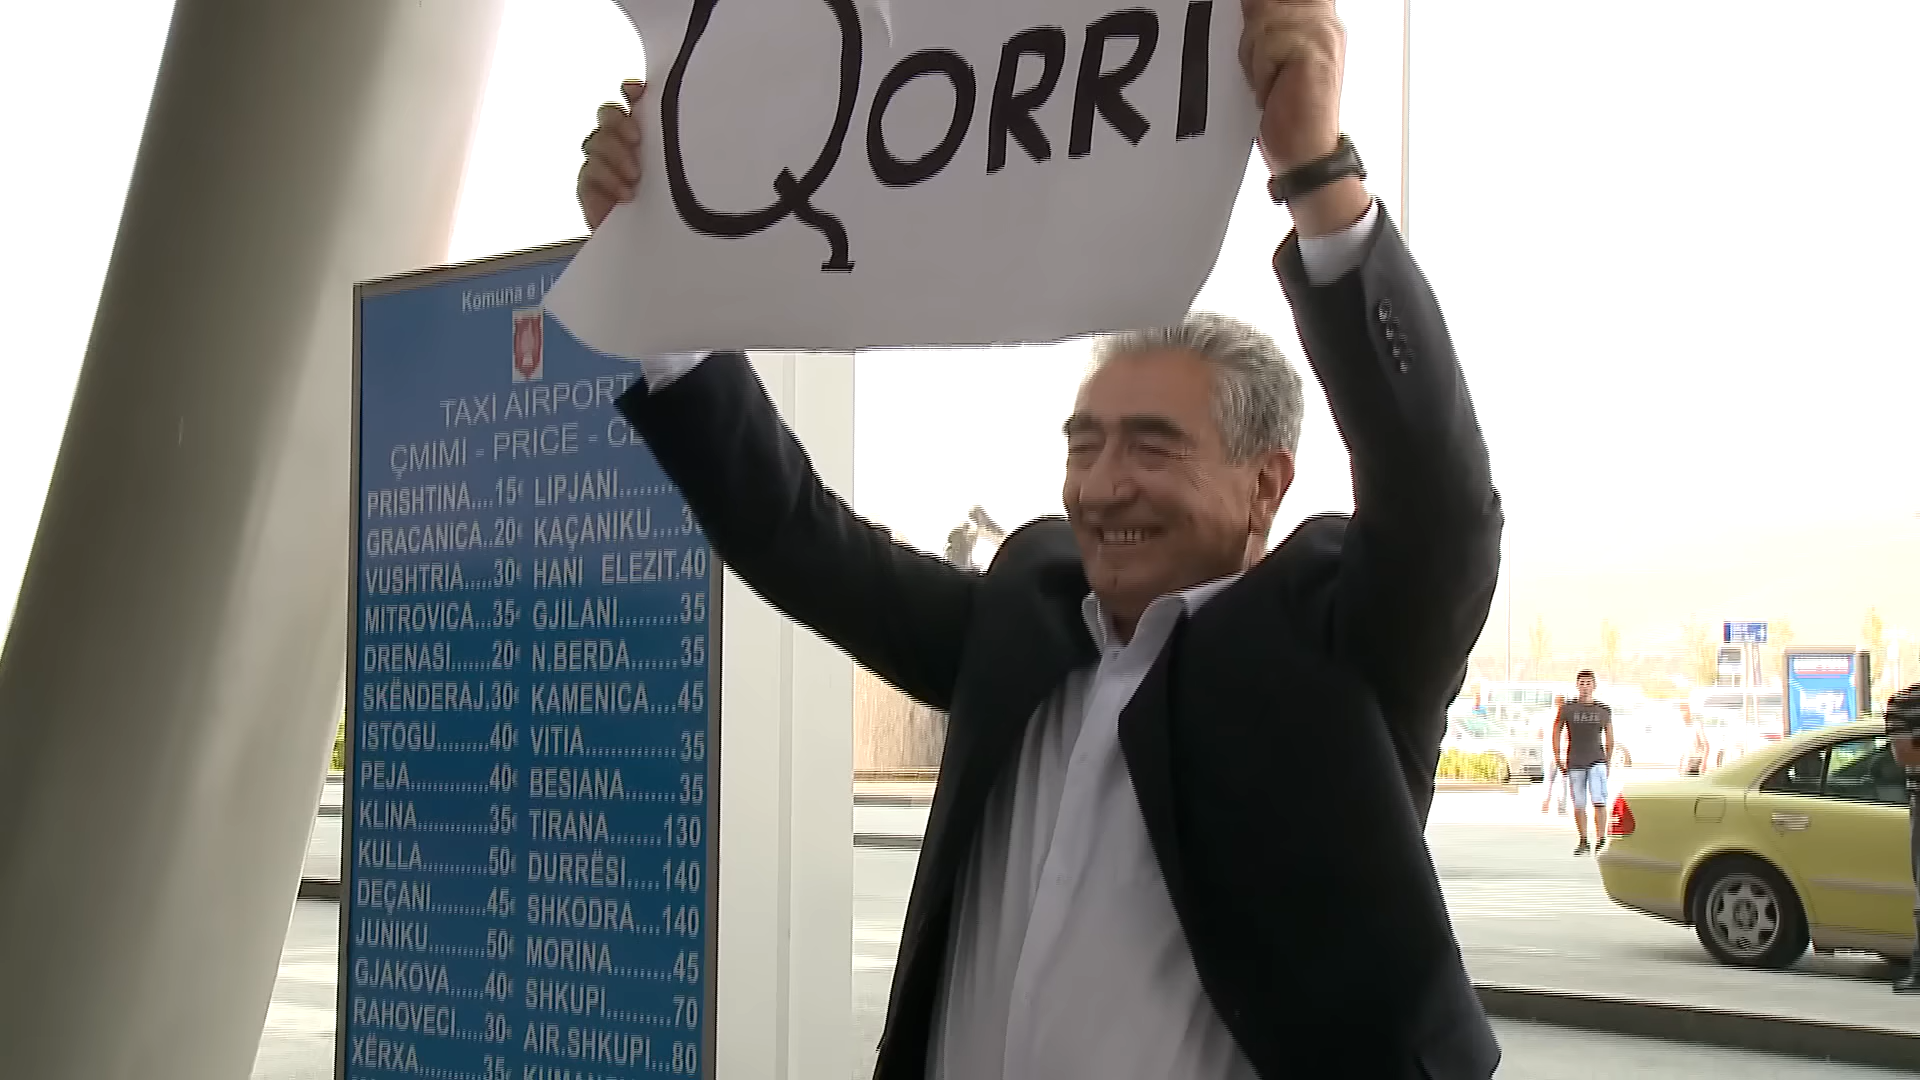 QORRI
Komuna e
TAXI AIRPORT
ÇMIMI - PRICE -
PRISHTINA....15€ LIPJANI........
GRACANICA..20€ KAÇANIKU....
VUSHTRIA.....30€ HANI ELEZIT.40
MITROVICA...35€ GJILANI.........35
DRENASI.......20€ N,BERDA.......35
SKËNDERAJ.30€ KAMENICA....45
ISTOGU.........40€ VITIA..............35
PEJA..............40€ BESIANA........35
KLINA............35€ TIRANA........130
KULLA...........50€ DURRËSI.....140
DEÇANI..........45€ SHKODRA....140
JUNIKU..........50€ MORINA.........45
GJAKOVA......40€ SHKUPI..........70
RAHOVECI....30€ AIR.SHKUPI...80
XËRXA...........35€